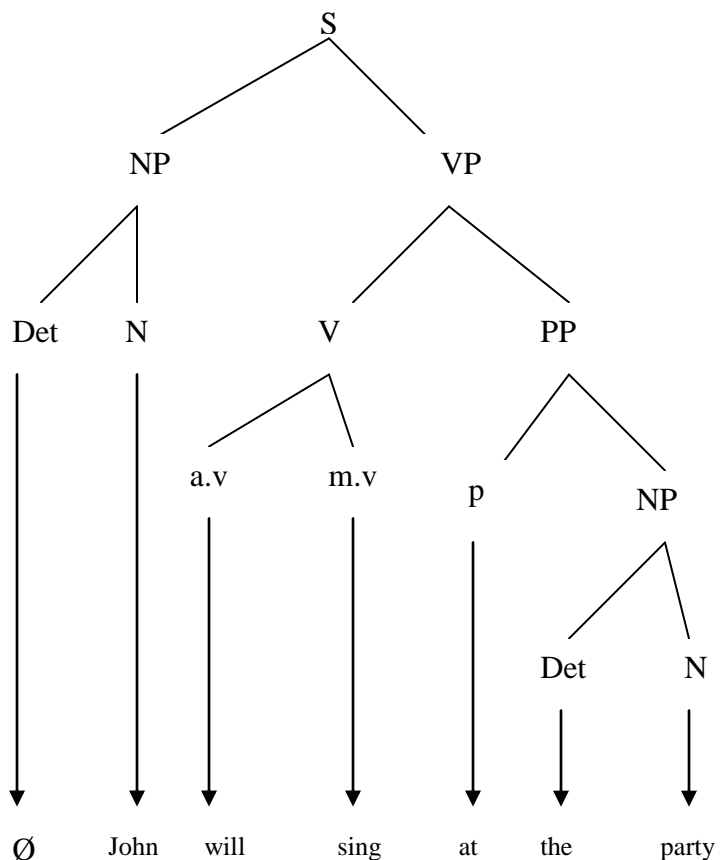 S
NP VP
Det N V PP
a.v m.v p NP
Det N
Ø John will sing at the party